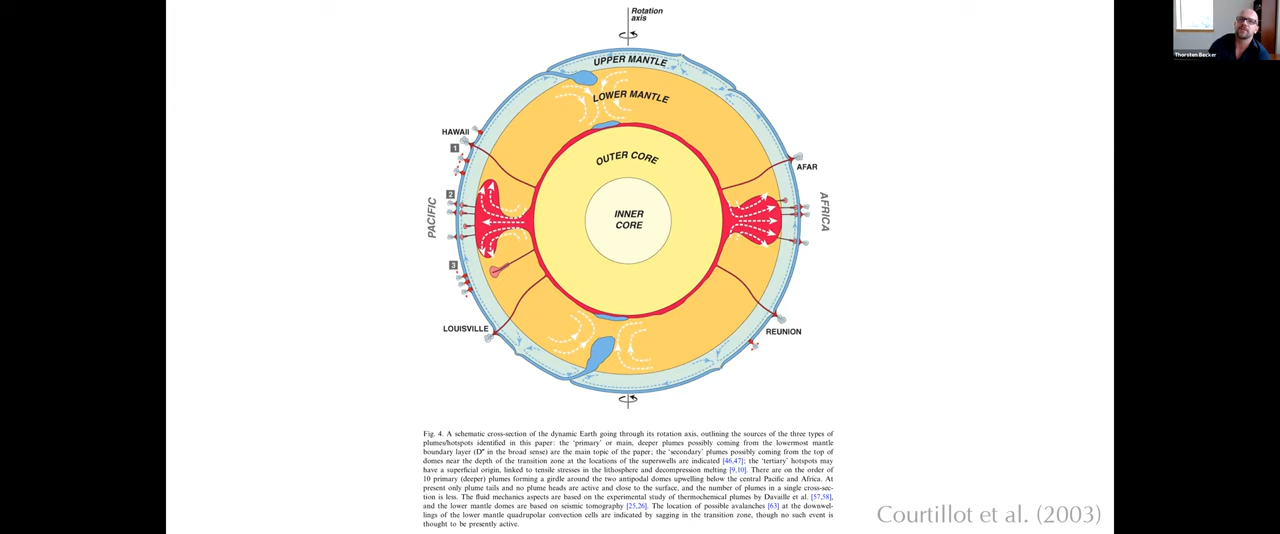 Rotation
axis
Thorsten Becker
UPPER MANTLE
LOWER MANTLE
HAWAII
1
OUTER CORE
AFAR
2
PACIFIC
AFRICA
INNER
CORE
3
LOUISVILLE
REUNION
Fig. 4. A schematic cross-section of the dynamic Earth going through its rotation axis, outlining the sources of the three types of
plumes/hotspots identified in this paper: the 'primary' or main, deeper plumes possibly coming from the lowermost mantle
boundary layer (D″ in the broad sense) are the main topic of the paper; the 'secondary' plumes possibly coming from the top of
domes near the depth of the transition zone at the locations of the superswells are indicated [46,47]; the 'tertiary' hotspots may
have a superficial origin, linked to tensile stresses in the lithosphere and decompression melting [9,10]. There are on the order of
10 primary (deeper) plumes forming a girdle around the two antipodal domes upwelling below the central Pacific and Africa. At
present only plume tails and no plume heads are active and close to the surface, and the number of plumes in a single cross-sec-
tion is less. The fluid mechanics aspects are based on the experimental study of thermochemical plumes by Davaille et al. [57,58],
and the lower mantle domes are based on seismic tomography [25,26]. The location of possible avalanches [63] at the downwel-
lings of the lower mantle quadrupolar convection cells are indicated by sagging in the transition zone, though no such event is
thought to be presently active.
Courtillot et al. (2003)